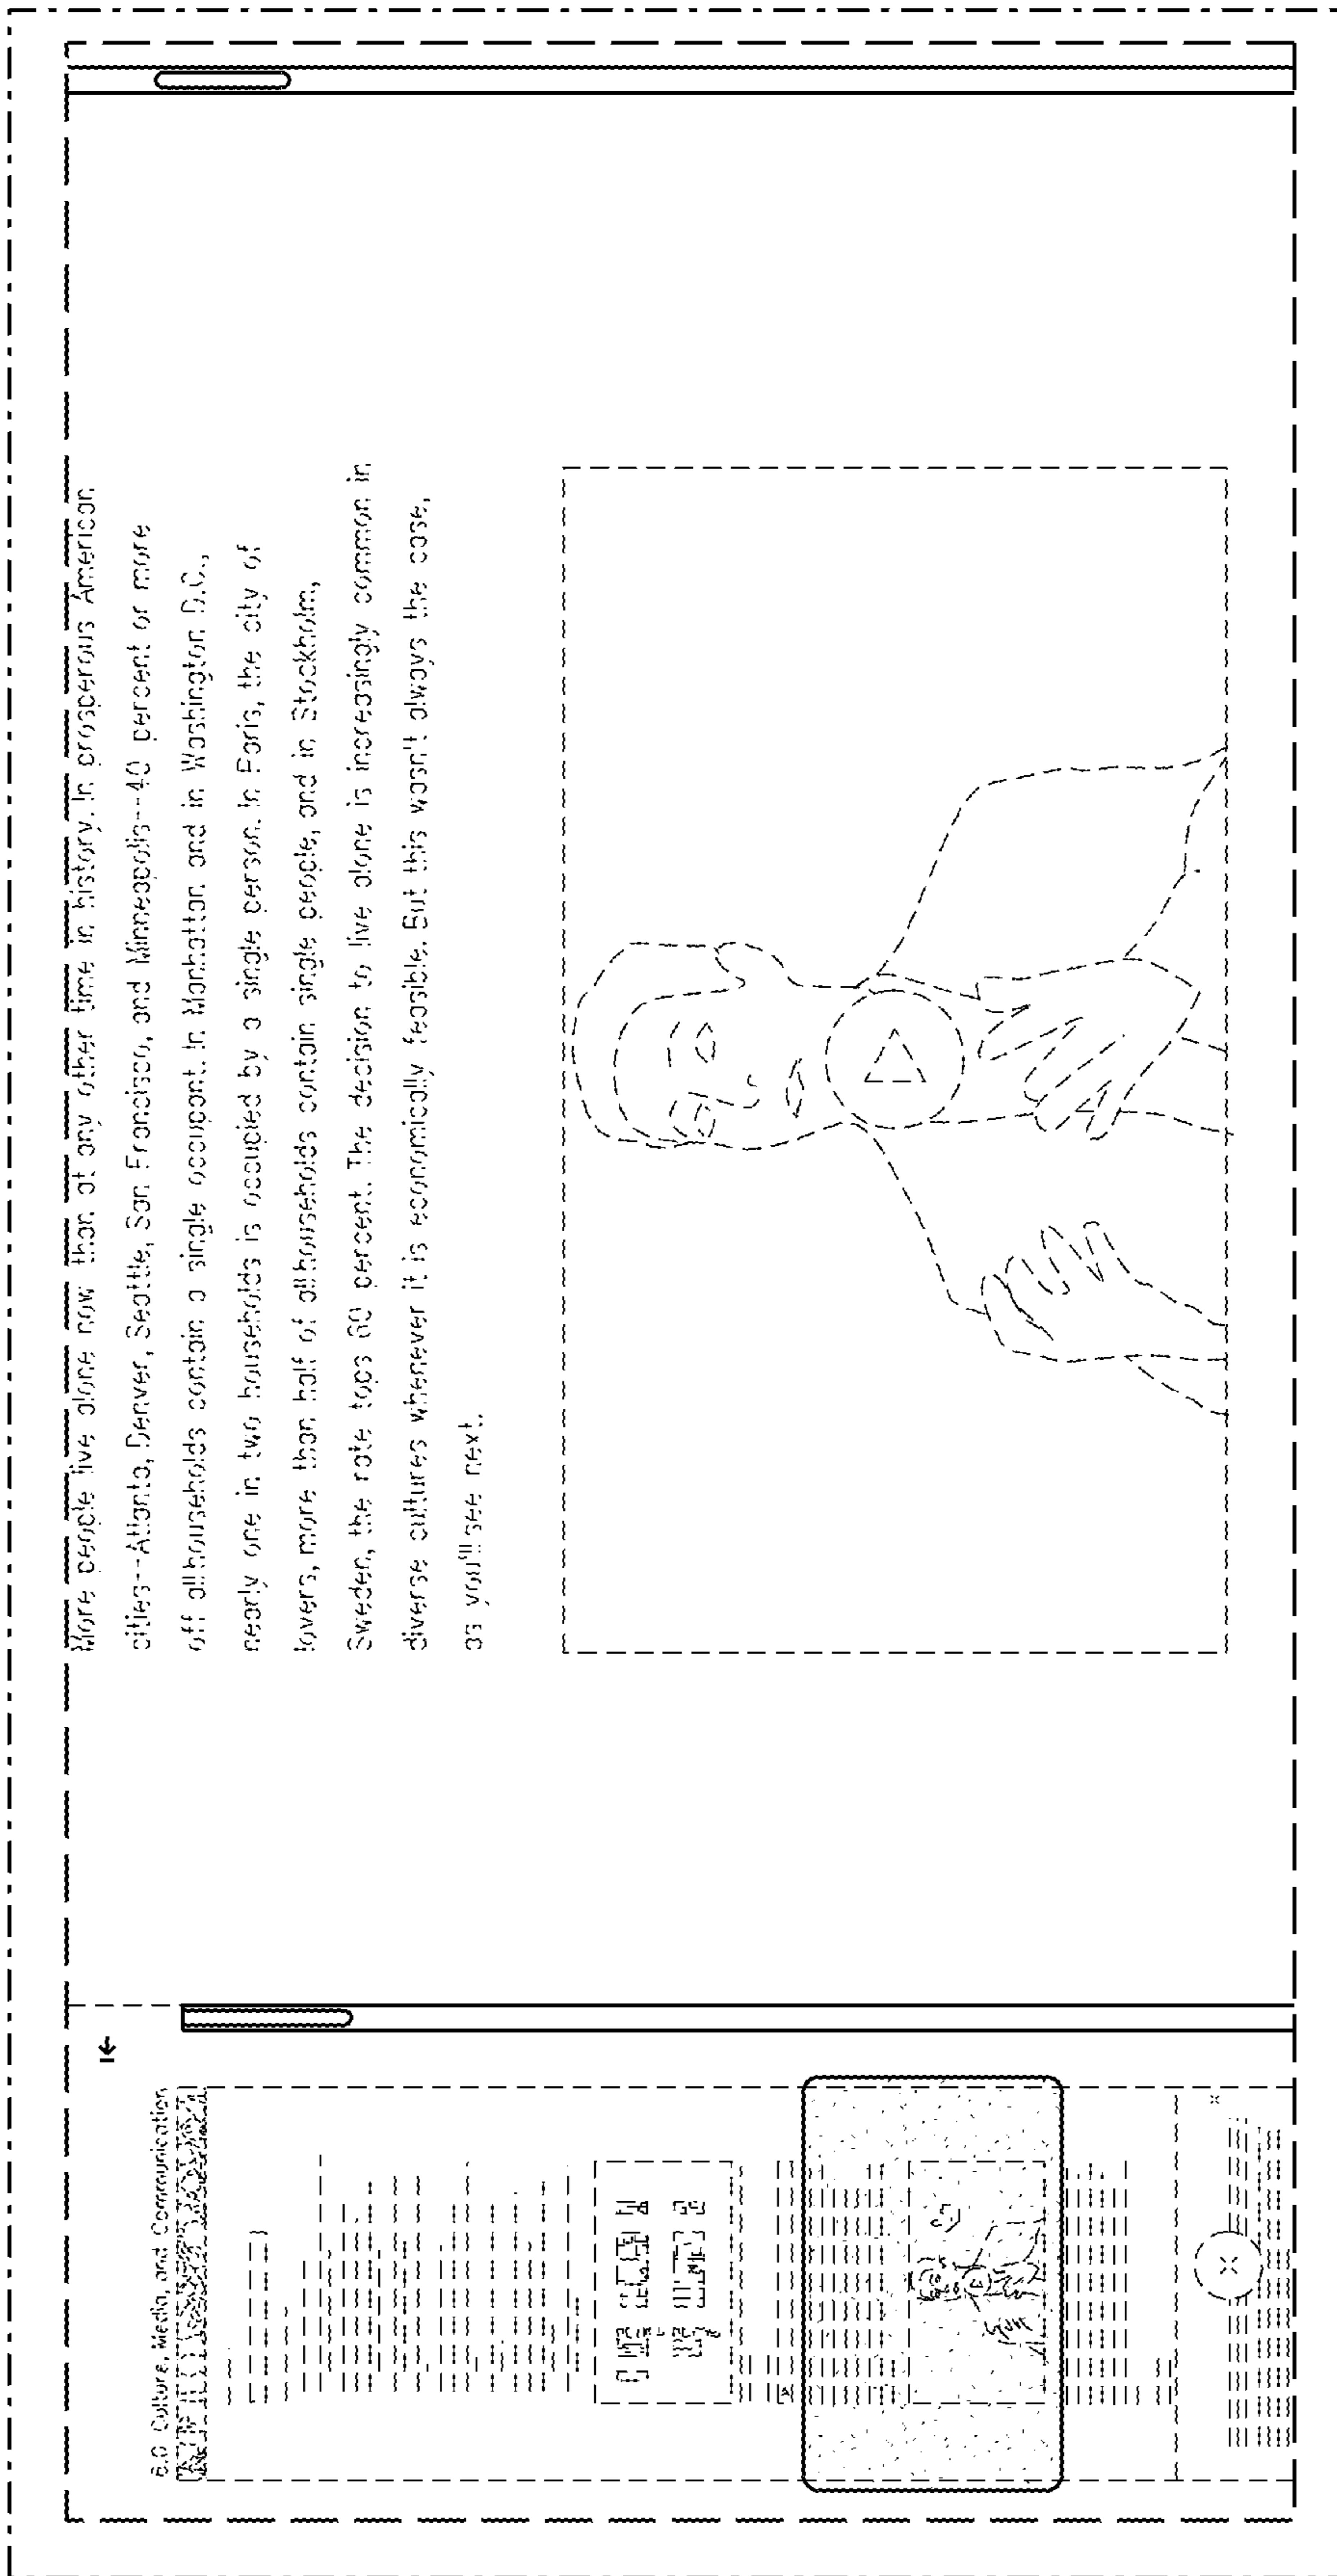 More people live alone now than at any other time in history. In prosperous American
cities--Atlanta, Denver, Seattle, San Francisco, and Minneapolis--40 percent or more
off all households contain a single occupant. In Manhattan and in Washington D.C.,
nearly one in two households is occupied by a single person. In Paris, the city of
lovers, more than half of all households contain single people, and in Stockholm,
Sweden, the rate tops 60 percent. The decision to live alone is increasingly common in
diverse cultures whenever it is economically feasible. But this wasn't always the case,
as you'll see next.
6.0 Culture, Media, and Communication